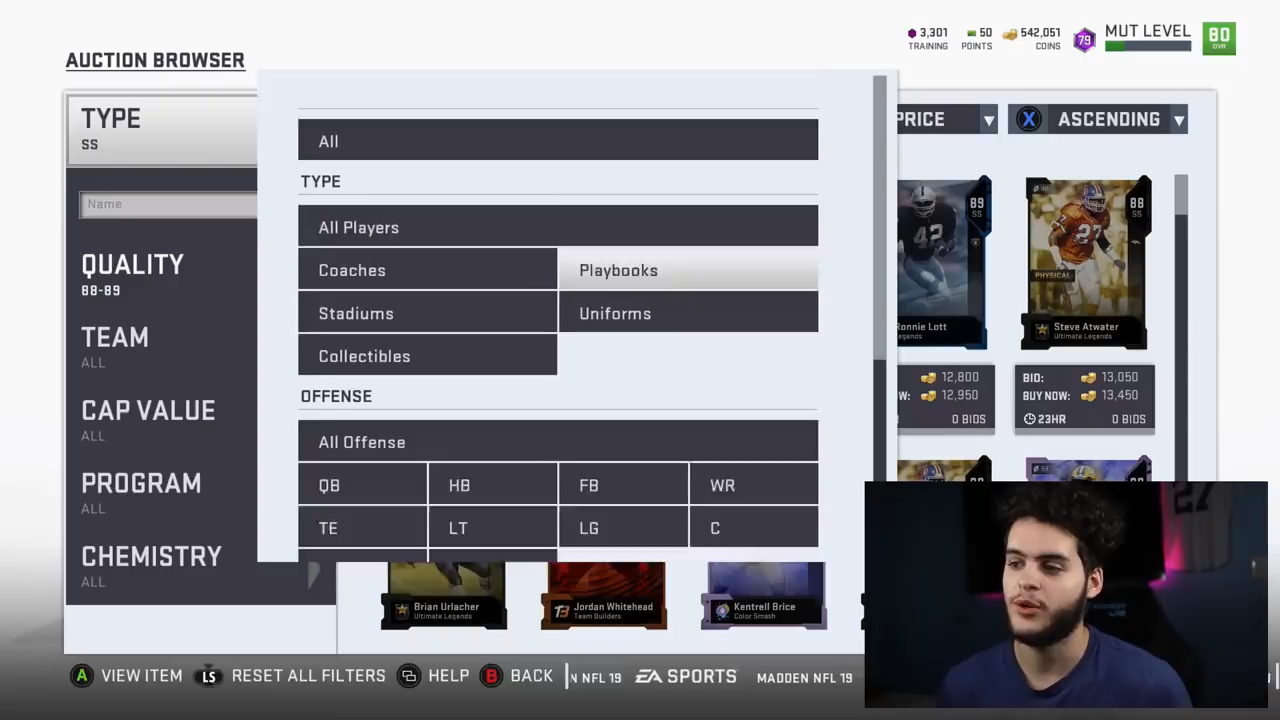 3,301
TRAINING
50
POINTS
542,051
COINS
79
MUT LEVEL
80
OVR
AUCTION BROWSER
TYPE
SS
Name
QUALITY
88-89
TEAM
ALL
CAP VALUE
ALL
PROGRAM
ALL
CHEMISTRY
ALL
All
TYPE
All Players
Coaches
Playbooks
Stadiums
Uniforms
Collectibles
OFFENSE
All Offense
QB
HB
FB
WR
TE
LT
LG
C
PRICE
X
ASCENDING
89
SS
42
Ronnie Lott
Legends
12,800
W:
12,950
0 BIDS
88
SS
27
PHYSICAL
Steve Atwater
Ultimate Legends
BID:
13,050
BUY NOW:
13,450
23HR
0 BIDS
Brian Urlacher
Ultimate Legends
Jordan Whitehead
Team Builders
Kentrell Brice
Color Smash
A VIEW ITEM
LS RESET ALL FILTERS
HELP
B BACK
N NFL 19
EA SPORTS
MADDEN NFL 19
27